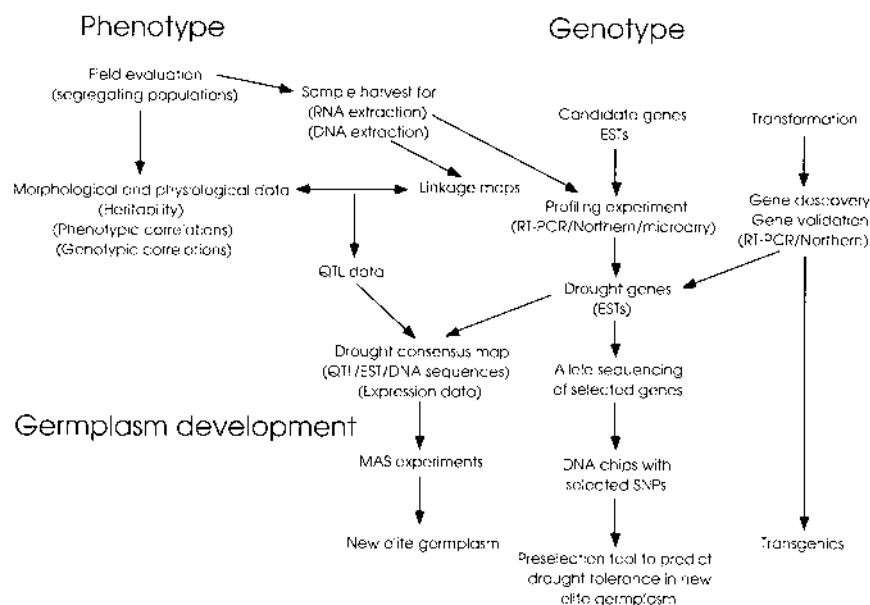 Phenotype
Genotype
Field evaluation
(segregating populations)
Sample harvest for
(RNA extraction)
(DNA extraction)
Candidate genes
ESTs
Transformation
Morphological and physiological data
(Heritability)
(Phenotypic correlations)
(Genotypic correlations)
Linkage maps
Profiling experiment
(RT-PCR/Northern/microarry)
Gene descovery
Gene validation
(RT-PCR/Northern)
QTL data
Drought genes
(ESTs)
Drought consensus map
(QTL/EST/DNA sequences)
(Expression data)
Allele sequencing
of selected genes
Germplasm development
MAS experiments
DNA chips with
selected SNPs
New elite germplasm
Preselection tool to predict
drought tolerance in new
elite germplasm
Transgenics